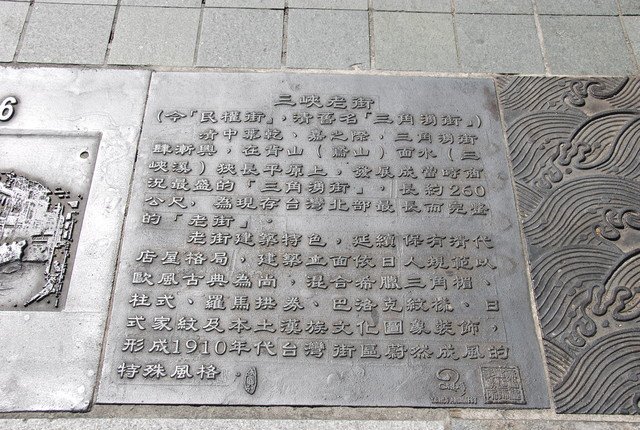 6
三峽老街
(今「民權街」,清舊名「三角湧街」)
清中葉乾、嘉之際,三角湧街
肆漸興,在背山(鳶山)面水(三
峽溪)狹長平原上,發展成當時商
況最盛的「三角湧街」,長約260
公尺,為現存台灣北部最長而完整
的「老街」。
老街建築特色,延續保有清代
店屋格局,建築立面依日人規範以
歐風古典為尚,混合希臘三角楣、
柱式、羅馬拱券、巴洛克紋樣、日
式家紋及本土漢族文化圖象裝飾,
形成1910年代台灣街區蔚然成風的
特殊風格。